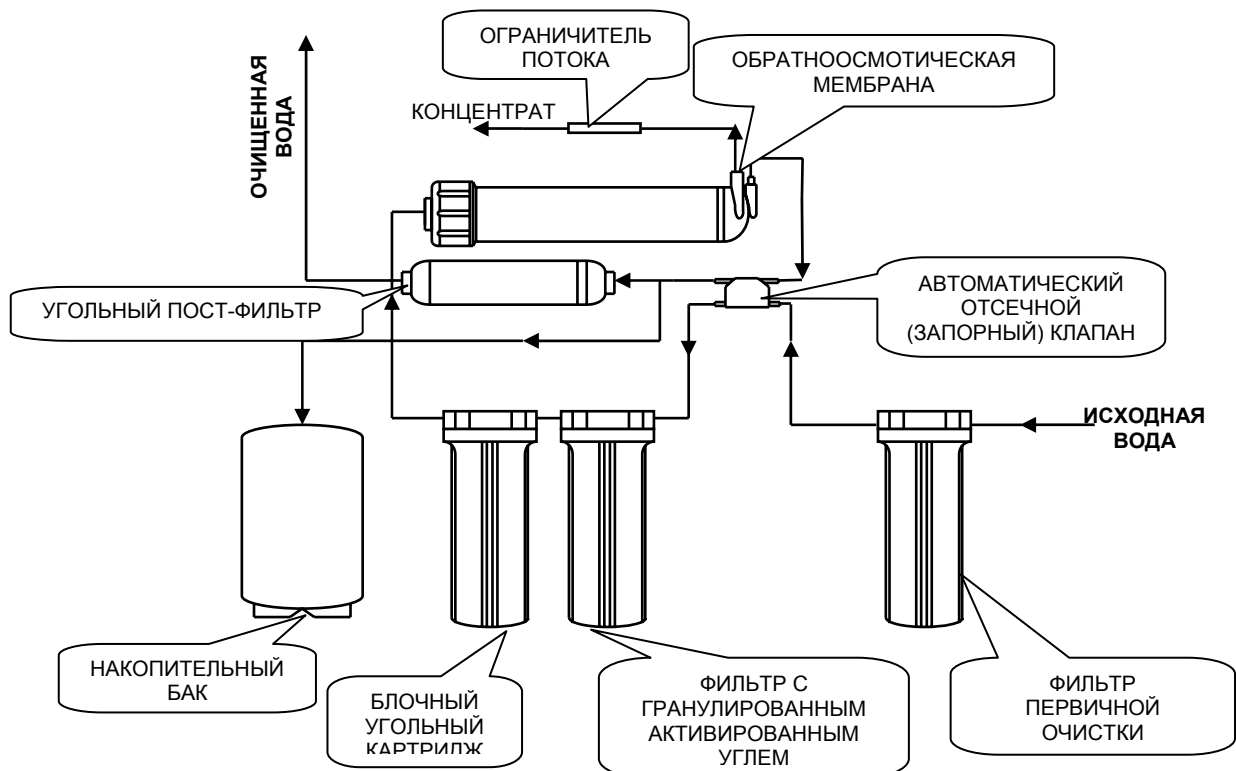 ОГРАНИЧИТЕЛЬ
ПОТОКА
ОБРАТНООСМОТИЧЕСКАЯ
МЕМБРАНА
ОЧИЩЕННАЯ
ВОДА
КОНЦЕНТРАТ
УГОЛЬНЫЙ ПОСТ-ФИЛЬТР
АВТОМАТИЧЕСКИЙ
ОТСЕЧНОЙ
(ЗАПОРНЫЙ) КЛАПАН
ИСХОДНАЯ
ВОДА
НАКОПИТЕЛЬНЫЙ
БАК
БЛОЧНЫЙ
УГОЛЬНЫЙ
КАРТРИДЖ
ФИЛЬТР С
ГРАНУЛИРОВАННЫМ
АКТИВИРОВАННЫМ
УГЛЕМ
ФИЛЬТР
ПЕРВИЧНОЙ
ОЧИСТКИ